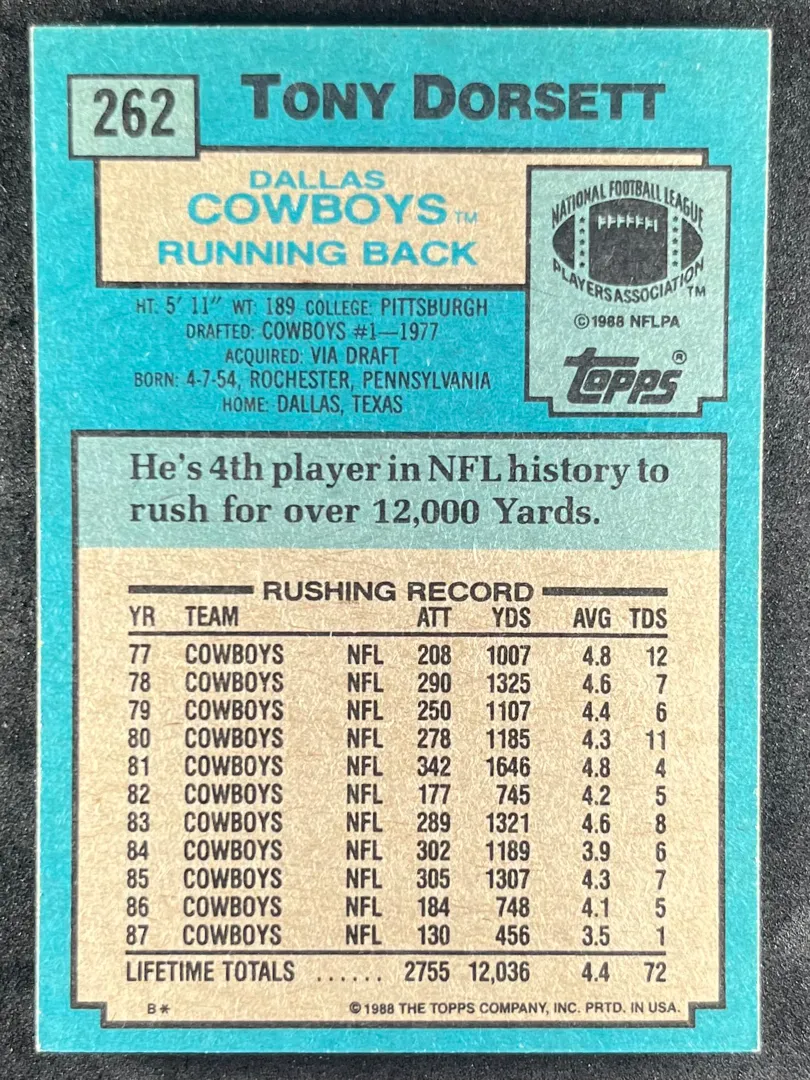 262
TONY DORSETT
DALLAS
COWBOYS TM
RUNNING BACK
NATIONAL FOOTBALL LEAGUE
PLAYERS ASSOCIATION TM
©1988 NFLPA
topps®
HT: 5' 11" WT: 189 COLLEGE: PITTSBURGH
DRAFTED: COWBOYS #1—1977
ACQUIRED: VIA DRAFT
BORN: 4-7-54, ROCHESTER, PENNSYLVANIA
HOME: DALLAS, TEXAS
He's 4th player in NFL history to
rush for over 12,000 Yards.
RUSHING RECORD
YR TEAM ATT YDS AVG TDS
77 COWBOYS NFL 208 1007 4.8 12
78 COWBOYS NFL 290 1325 4.6 7
79 COWBOYS NFL 250 1107 4.4 6
80 COWBOYS NFL 278 1185 4.3 11
81 COWBOYS NFL 342 1646 4.8 4
82 COWBOYS NFL 177 745 4.2 5
83 COWBOYS NFL 289 1321 4.6 8
84 COWBOYS NFL 302 1189 3.9 6
85 COWBOYS NFL 305 1307 4.3 7
86 COWBOYS NFL 184 748 4.1 5
87 COWBOYS NFL 130 456 3.5 1
LIFETIME TOTALS ...... 2755 12,036 4.4 72
B* ©1988 THE TOPPS COMPANY, INC. PRTD. IN USA.